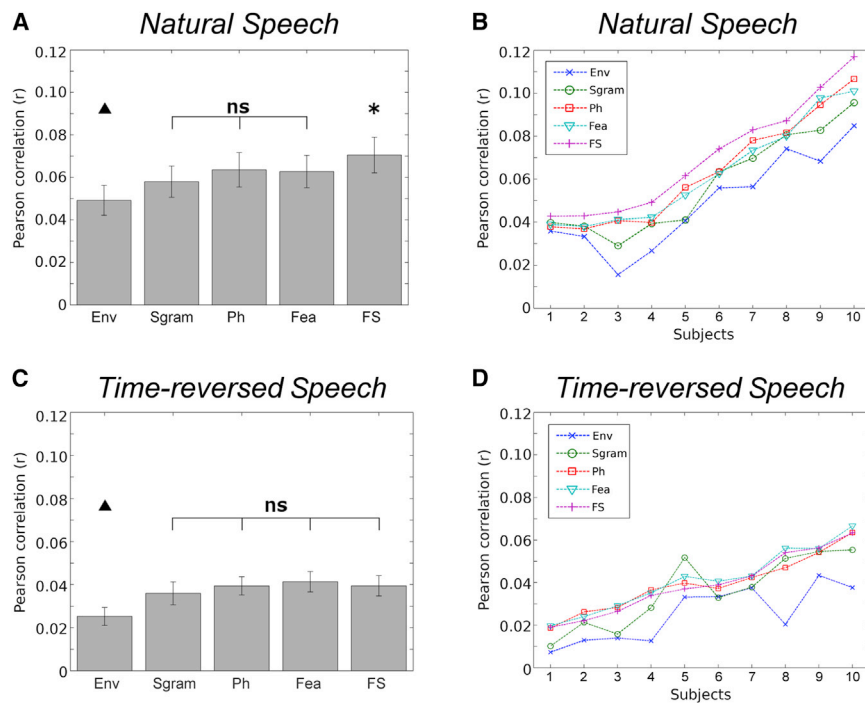 A
Natural Speech
Pearson correlation (r)
0.12
0.10
0.08
0.06
0.04
0.02
0
▲
ns
*
Env Sgram Ph Fea FS
B
Natural Speech
Pearson correlation (r)
0.12
0.10
0.08
0.06
0.04
0.02
0
Env
Sgram
Ph
Fea
FS
1 2 3 4 5 6 7 8 9 10
Subjects
C
Time-reversed Speech
Pearson correlation (r)
0.12
0.10
0.08
0.06
0.04
0.02
0
▲
ns
Env Sgram Ph Fea FS
D
Time-reversed Speech
Pearson correlation (r)
0.12
0.10
0.08
0.06
0.04
0.02
0
Env
Sgram
Ph
Fea
FS
1 2 3 4 5 6 7 8 9 10
Subjects